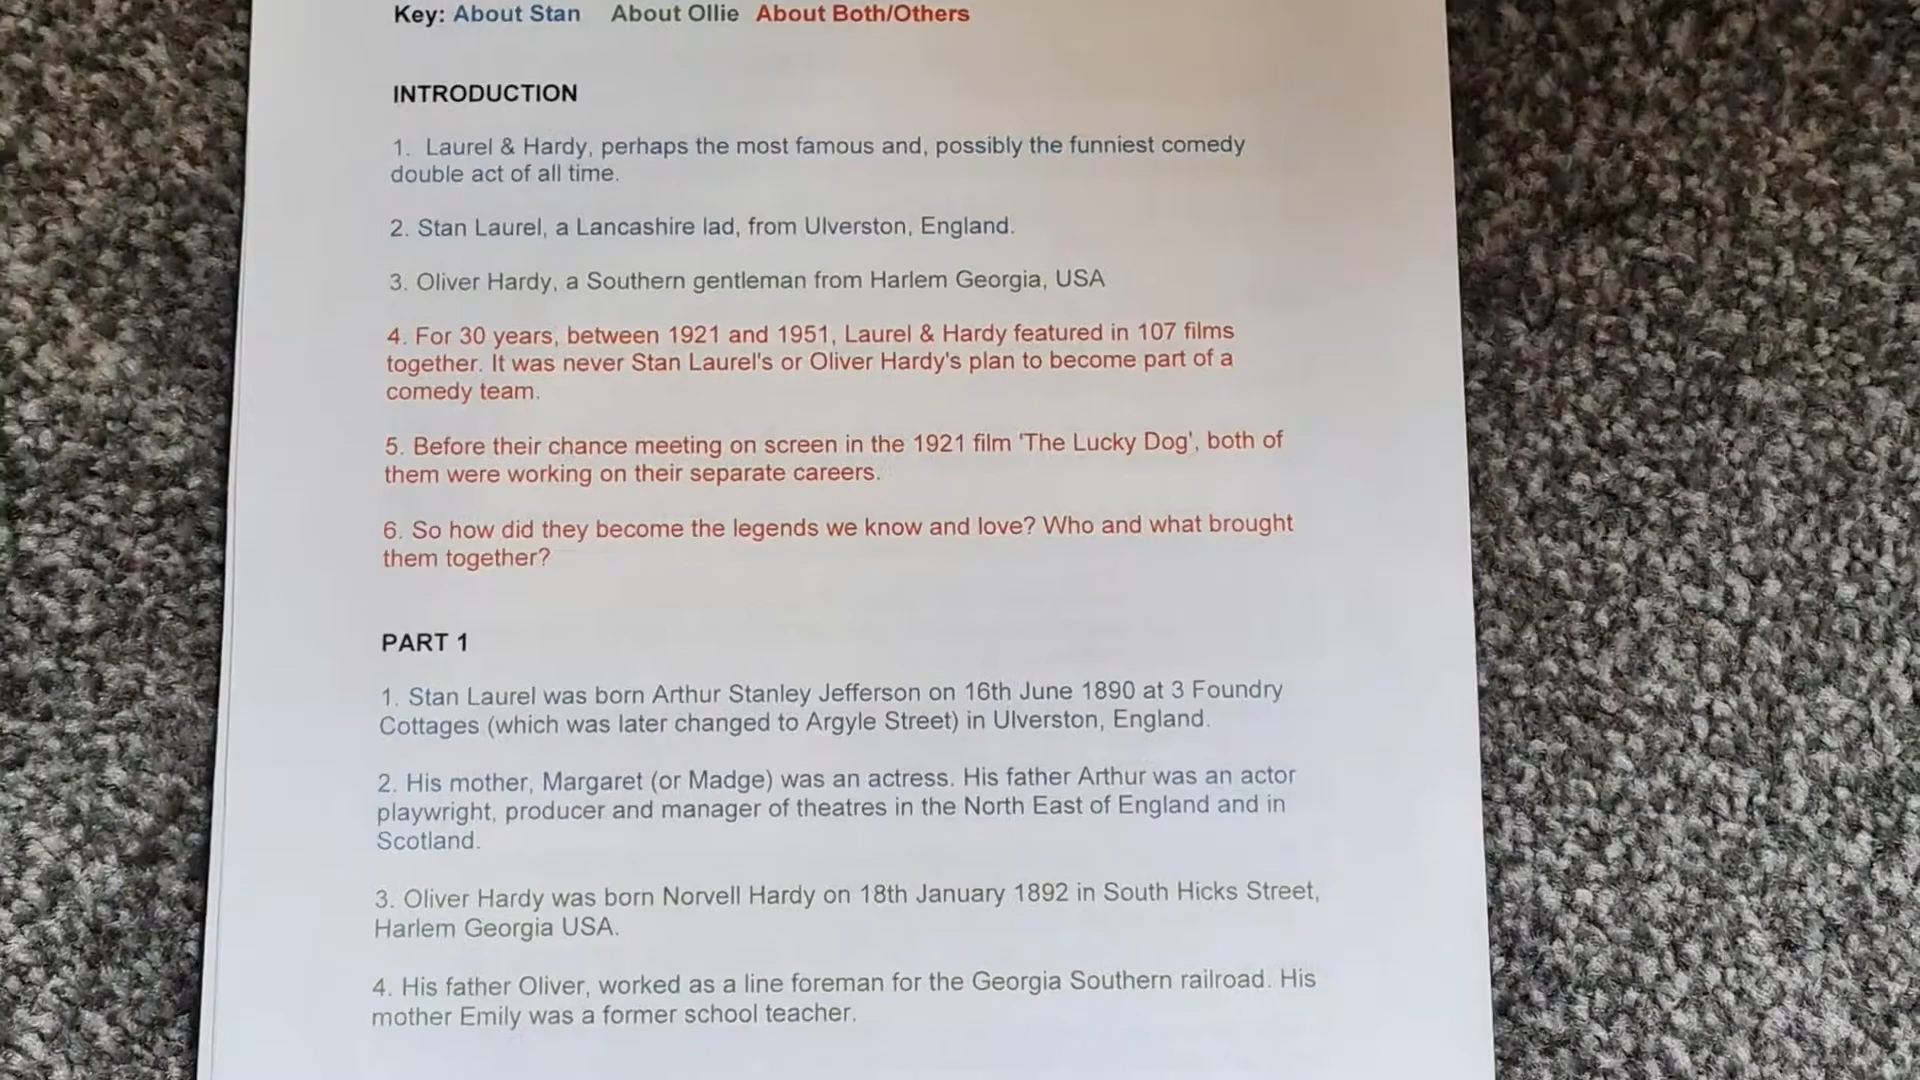 Key: About Stan About Ollie About Both/Others
INTRODUCTION
1. Laurel & Hardy, perhaps the most famous and, possibly the funniest comedy
double act of all time.
2. Stan Laurel, a Lancashire lad, from Ulverston, England.
3. Oliver Hardy, a Southern gentleman from Harlem Georgia, USA
4. For 30 years, between 1921 and 1951, Laurel & Hardy featured in 107 films
together. It was never Stan Laurel's or Oliver Hardy's plan to become part of a
comedy team.
5. Before their chance meeting on screen in the 1921 film 'The Lucky Dog', both of
them were working on their separate careers.
6. So how did they become the legends we know and love? Who and what brought
them together?
PART 1
1. Stan Laurel was born Arthur Stanley Jefferson on 16th June 1890 at 3 Foundry
Cottages (which was later changed to Argyle Street) in Ulverston, England.
2. His mother, Margaret (or Madge) was an actress. His father Arthur was an actor
playwright, producer and manager of theatres in the North East of England and in
Scotland.
3. Oliver Hardy was born Norvell Hardy on 18th January 1892 in South Hicks Street,
Harlem Georgia USA.
4. His father Oliver, worked as a line foreman for the Georgia Southern railroad. His
mother Emily was a former school teacher.